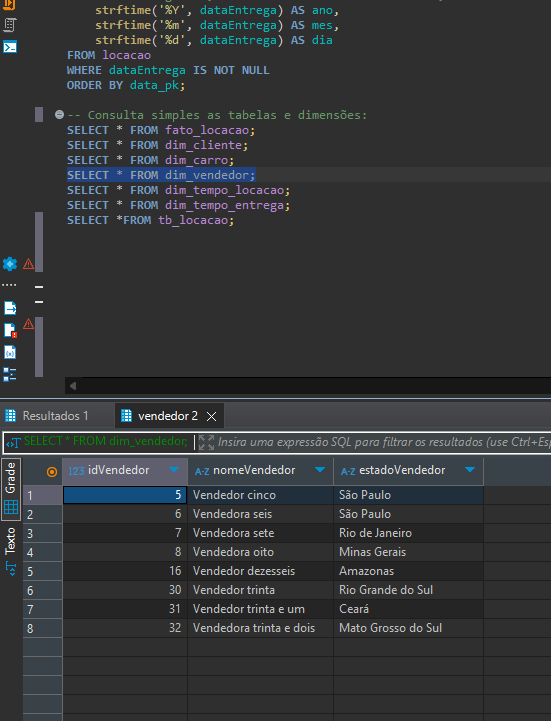 strftime('%Y', dataEntrega) AS ano,
strftime('%m', dataEntrega) AS mes,
strftime('%d', dataEntrega) AS dia
FROM locacao
WHERE dataEntrega IS NOT NULL
ORDER BY data_pk;
-- Consulta simples as tabelas e dimensões:
SELECT * FROM fato_locacao;
SELECT * FROM dim_cliente;
SELECT * FROM dim_carro;
SELECT * FROM dim_vendedor;
SELECT * FROM dim_tempo_locacao;
SELECT * FROM dim_tempo_entrega;
SELECT *FROM tb_locacao;
Resultados 1 vendedor 2
SELECT * FROM dim_vendedor; Insira uma expressão SQL para filtrar os resultados (use Ctrl+Esp
Grade
Texto
123 idVendedor A-Z nomeVendedor A-Z estadoVendedor
1 5 Vendedor cinco São Paulo
2 6 Vendedora seis São Paulo
3 7 Vendedora sete Rio de Janeiro
4 8 Vendedora oito Minas Gerais
5 16 Vendedor dezesseis Amazonas
6 30 Vendedor trinta Rio Grande do Sul
7 31 Vendedor trinta e um Ceará
8 32 Vendedora trinta e dois Mato Grosso do Sul